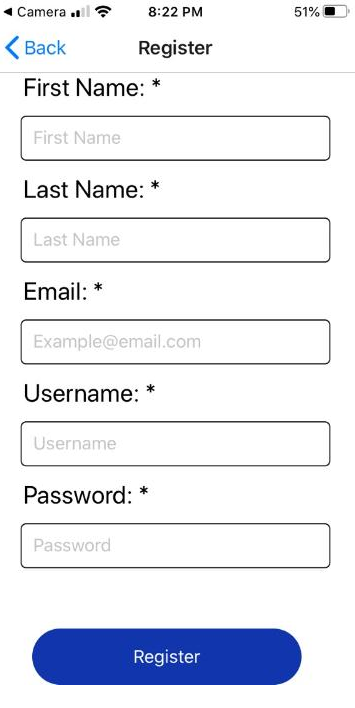 ◀ Camera 8:22 PM 51%
Back Register
First Name: *
First Name
Last Name: *
Last Name
Email: *
Example@email.com
Username: *
Username
Password: *
Password
Register